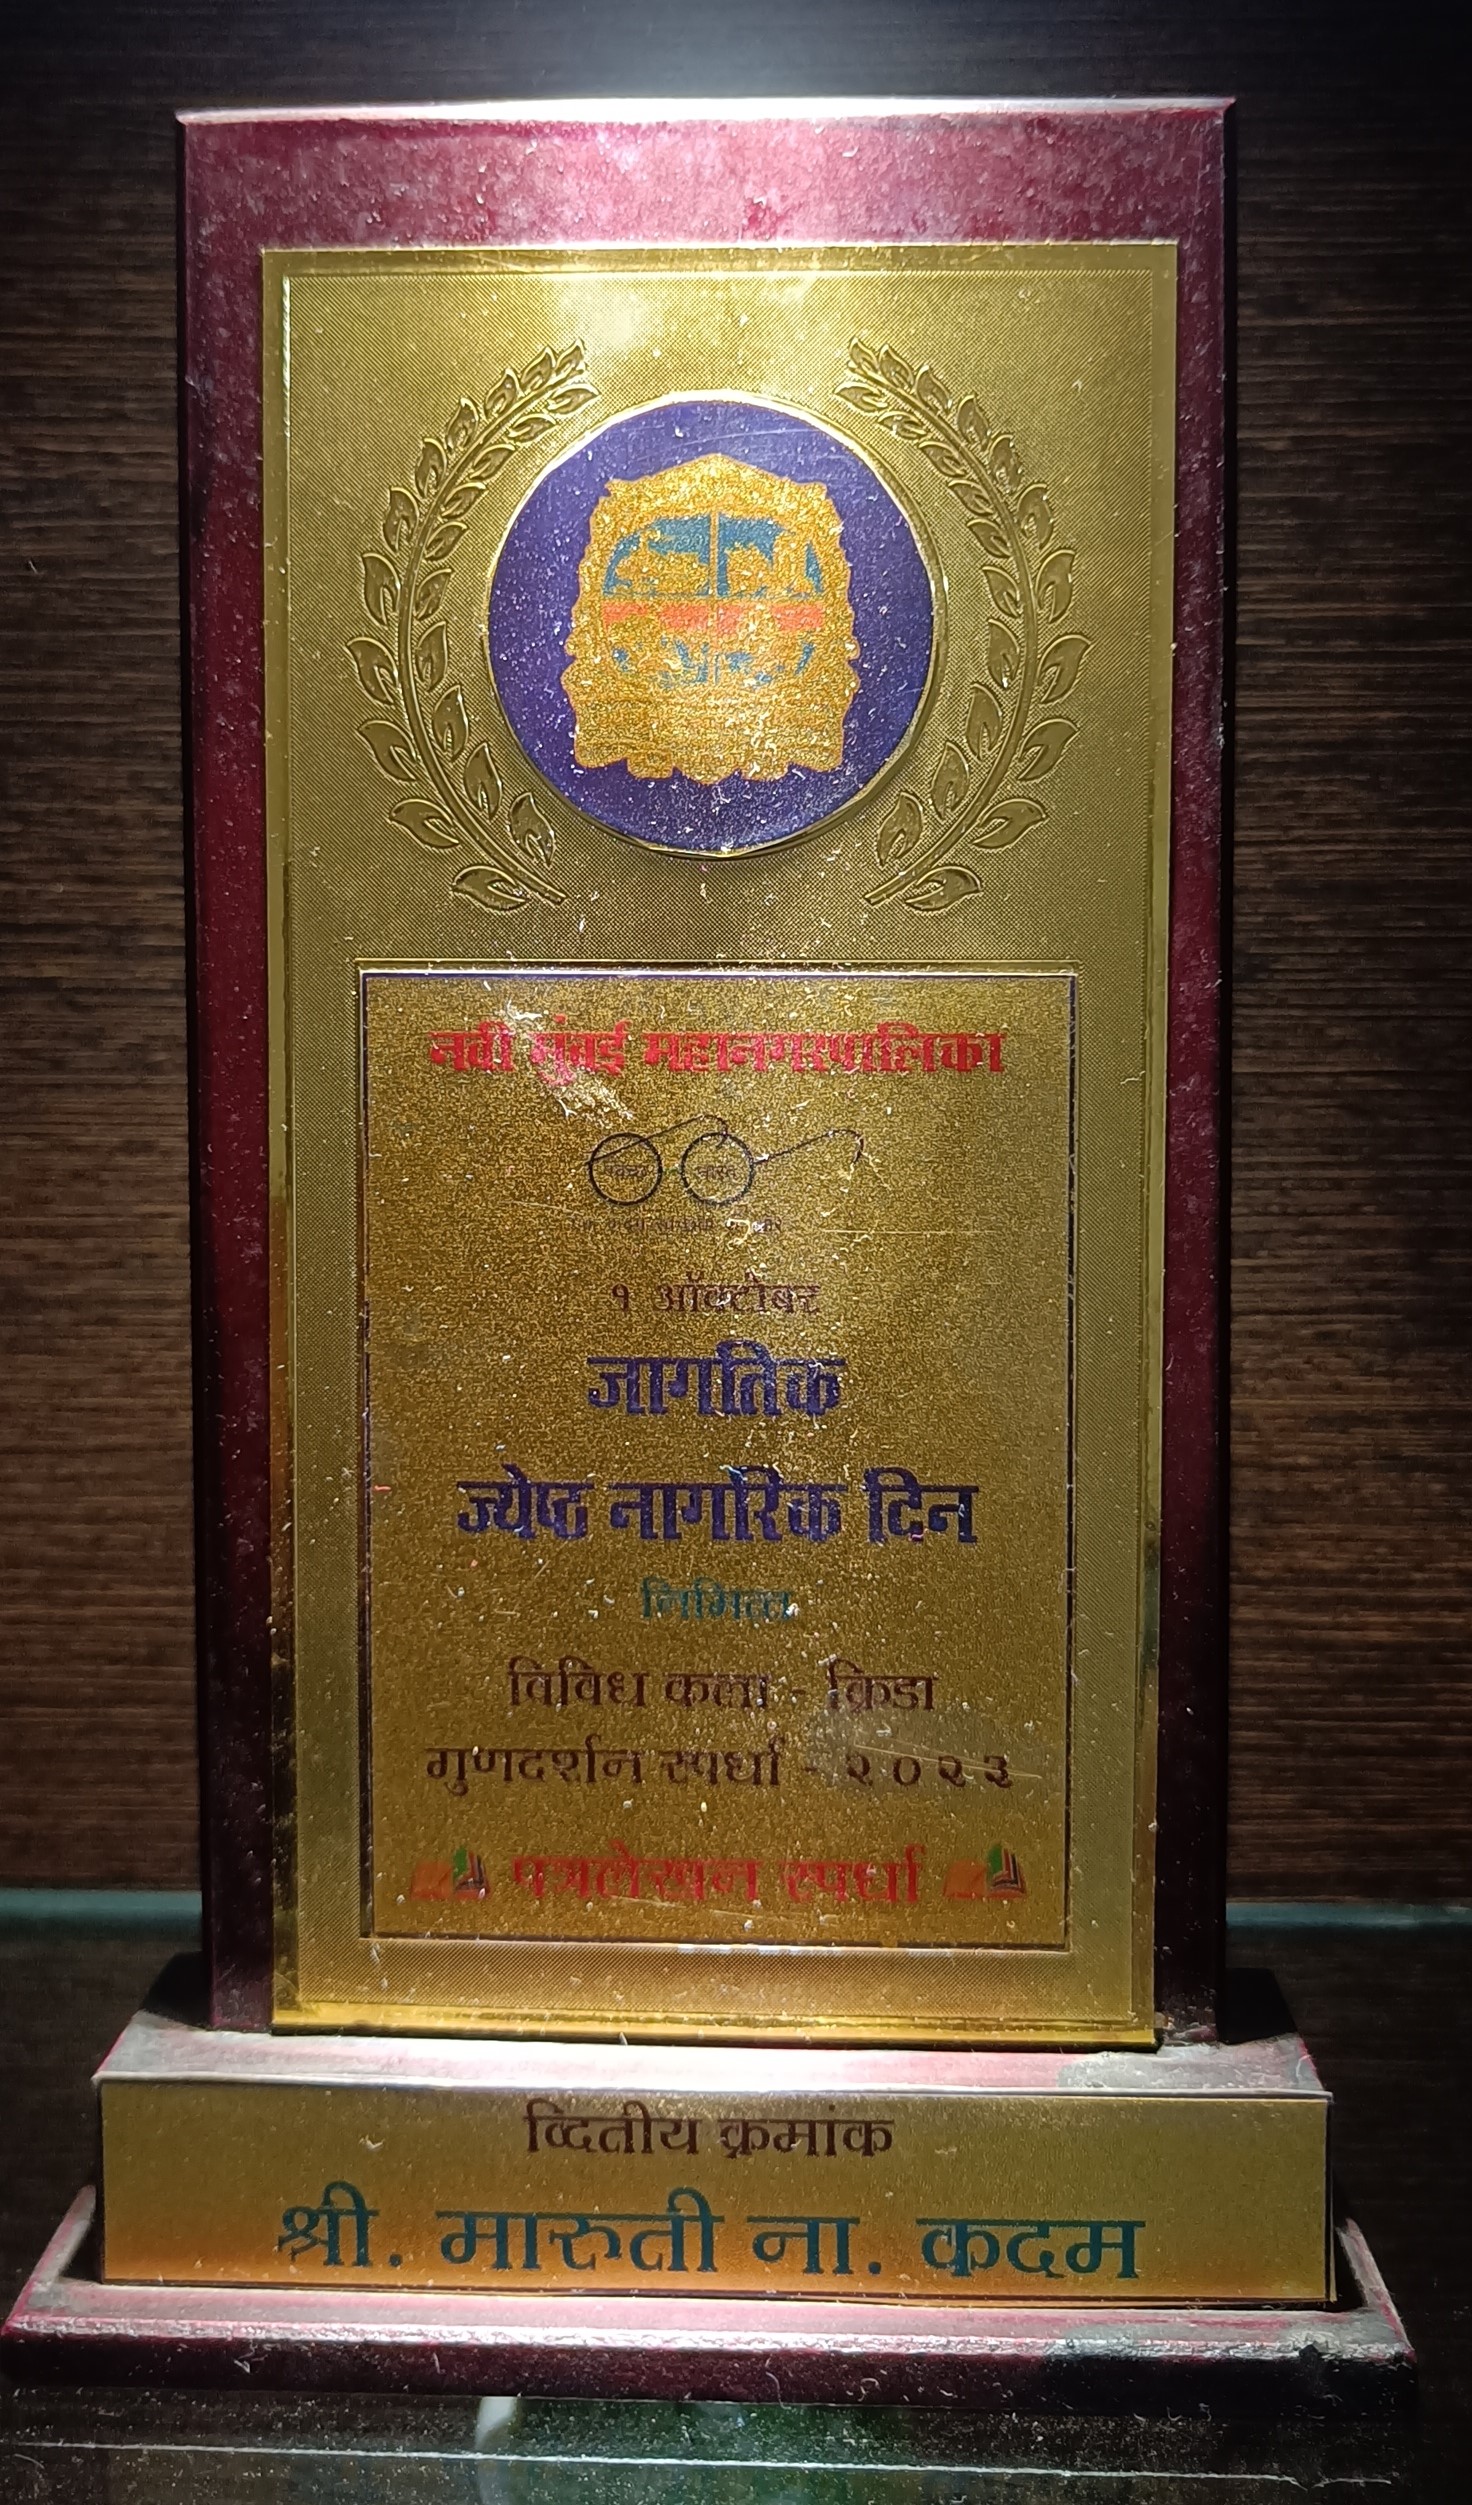 नवी मुंबई महानगरपालिका
१ ऑक्टोबर
जागतिक
ज्येष्ठ नागरिक दिन
निमित्त
विविध कला - क्रिडा
गुणदर्शन स्पर्धा - २०२३
पत्रलेखन स्पर्धा
व्दितीय क्रमांक
श्री. मारुती ना. कदम